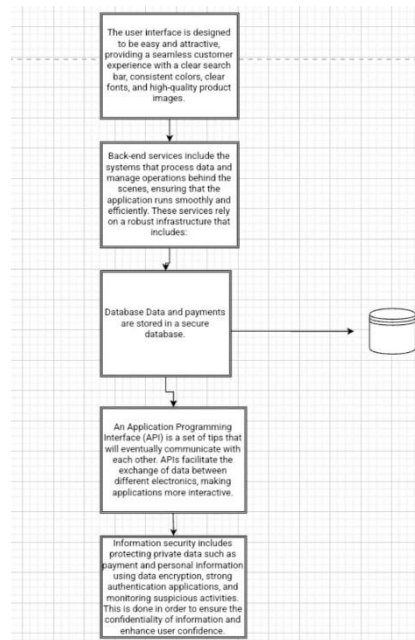 The user interface is designed
to be easy and attractive,
providing a seamless customer
experience with a clear search
bar, consistent colors, clear
fonts, and high-quality product
images.
Back-end services include the
systems that process data and
manage operations behind the
scenes, ensuring that the
application runs smoothly and
efficiently. These services rely
on a robust infrastructure that
includes:
Database Data and payments
are stored in a secure
database.
An Application Programming
Interface (API) is a set of tips
that will eventually communicate with
each other. APIs facilitate the
exchange of data between
different electronics, making
applications more interactive.
Information security includes
protecting private data such as
payment and personal information
using data encryption, strong
authentication applications, and
monitoring suspicious activities.
This is done in order to ensure the
confidentiality of information and
enhance user confidence.